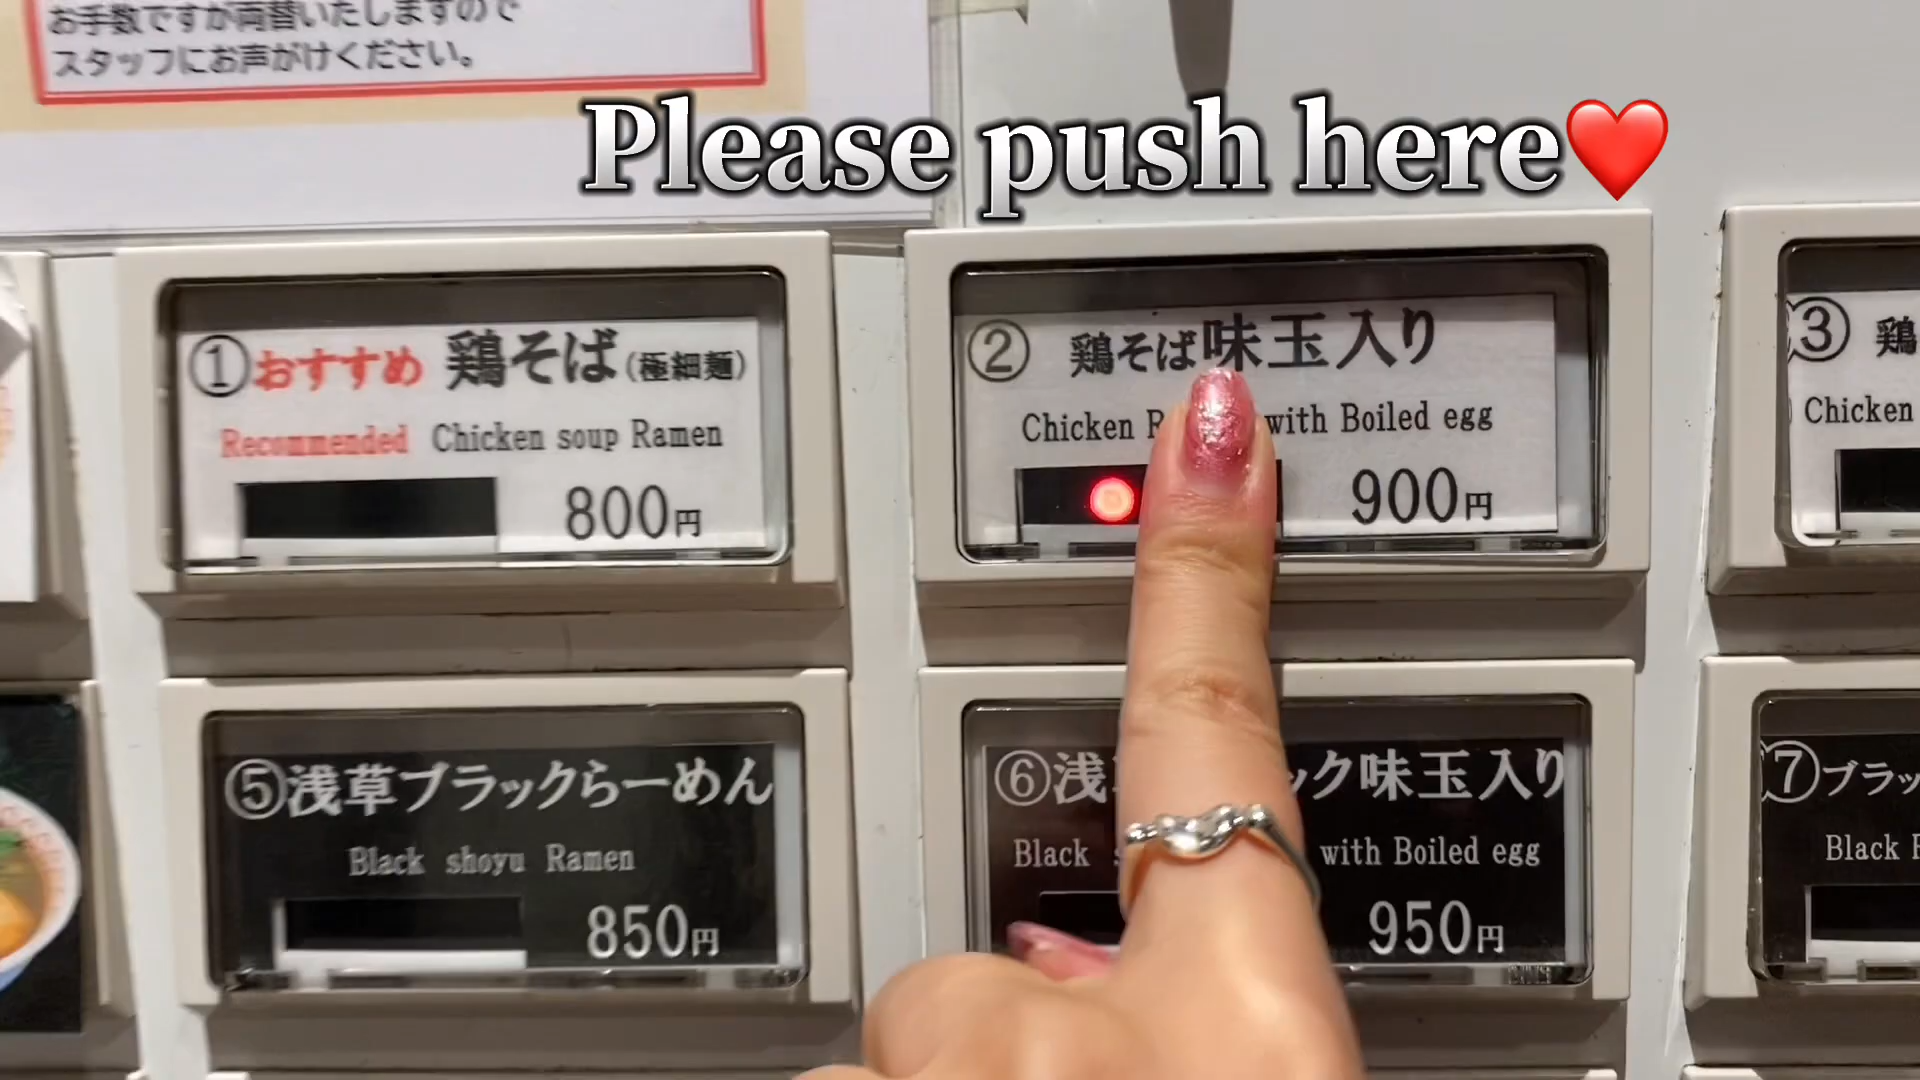 お手数ですが両替いたしますので
スタッフにお声がけください。
Please push here❤️
①おすすめ 鶏そば(極細麺)
Recommended Chicken soup Ramen
800円
② 鶏そば味玉入り
Chicken R with Boiled egg
900円
③ 鶏
Chicken
⑤浅草ブラックらーめん
Black shoyu Ramen
850円
⑥浅 ック味玉入り
Black with Boiled egg
950円
⑦ブラッ
Black